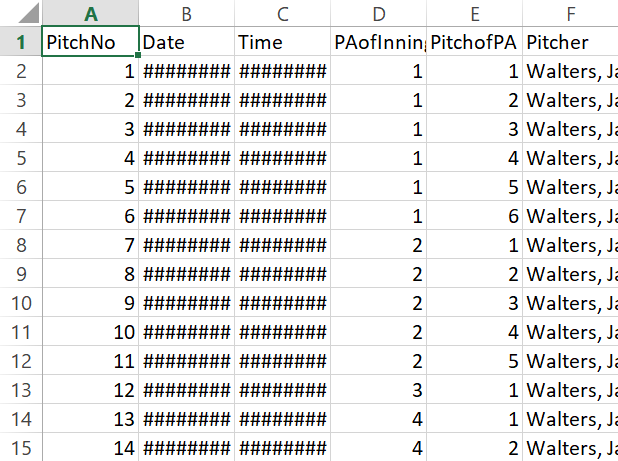 A B C D E F
1 PitchNo Date Time PAofInning PitchofPA Pitcher
2 1 ######## ######## 1 1 Walters, Ja
3 2 ######## ######## 1 2 Walters, Ja
4 3 ######## ######## 1 3 Walters, Ja
5 4 ######## ######## 1 4 Walters, Ja
6 5 ######## ######## 1 5 Walters, Ja
7 6 ######## ######## 1 6 Walters, Ja
8 7 ######## ######## 2 1 Walters, Ja
9 8 ######## ######## 2 2 Walters, Ja
10 9 ######## ######## 2 3 Walters, Ja
11 10 ######## ######## 2 4 Walters, Ja
12 11 ######## ######## 2 5 Walters, Ja
13 12 ######## ######## 3 1 Walters, Ja
14 13 ######## ######## 4 1 Walters, Ja
15 14 ######## ######## 4 2 Walters, Ja